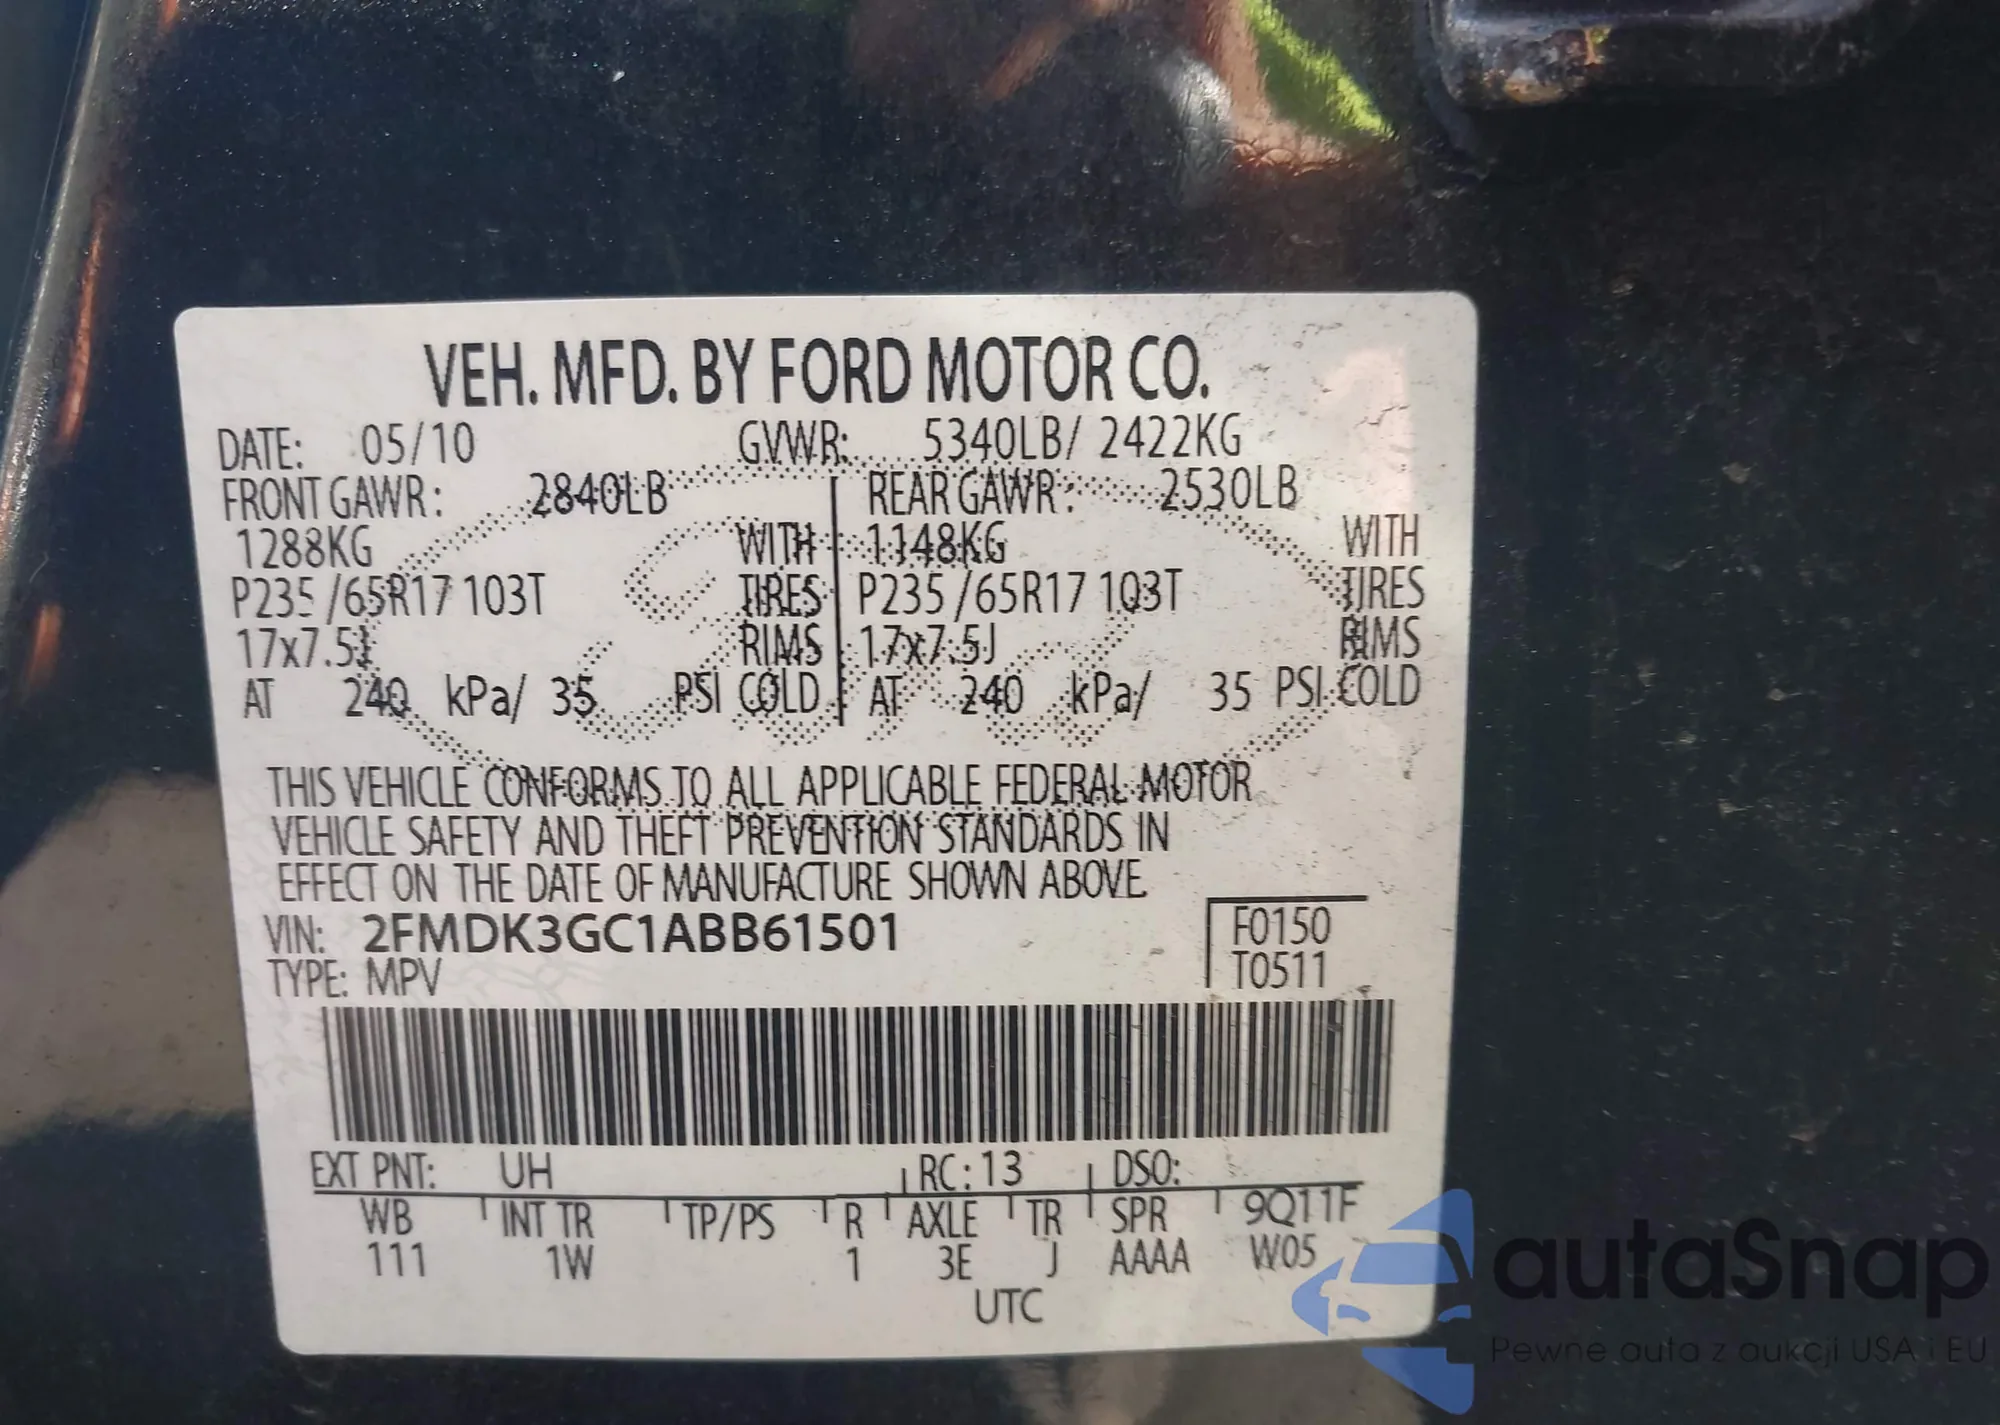 VEH. MFD. BY FORD MOTOR CO.
DATE: 05/10 GVWR: 5340LB/ 2422KG
FRONT GAWR: 2840LB REAR GAWR: 2530LB
1288KG WITH 1148KG WITH
P235 /65R17 103T TIRES P235 /65R17 103T TIRES
17x7.5J RIMS 17x7.5J RIMS
AT 240 kPa/ 35 PSI COLD AT 240 kPa/ 35 PSI COLD
THIS VEHICLE CONFORMS TO ALL APPLICABLE FEDERAL MOTOR
VEHICLE SAFETY AND THEFT PREVENTION STANDARDS IN
EFFECT ON THE DATE OF MANUFACTURE SHOWN ABOVE.
VIN: 2FMDK3GC1ABB61501 F0150
TYPE: MPV T0511
EXT PNT: UH RC: 13 DSO:
WB INT TR TP/PS R AXLE TR SPR 9Q11F
111 1W 1 3E J AAAA W05
UTC
autaSnap
Pewne auta z aukcji USA i EU